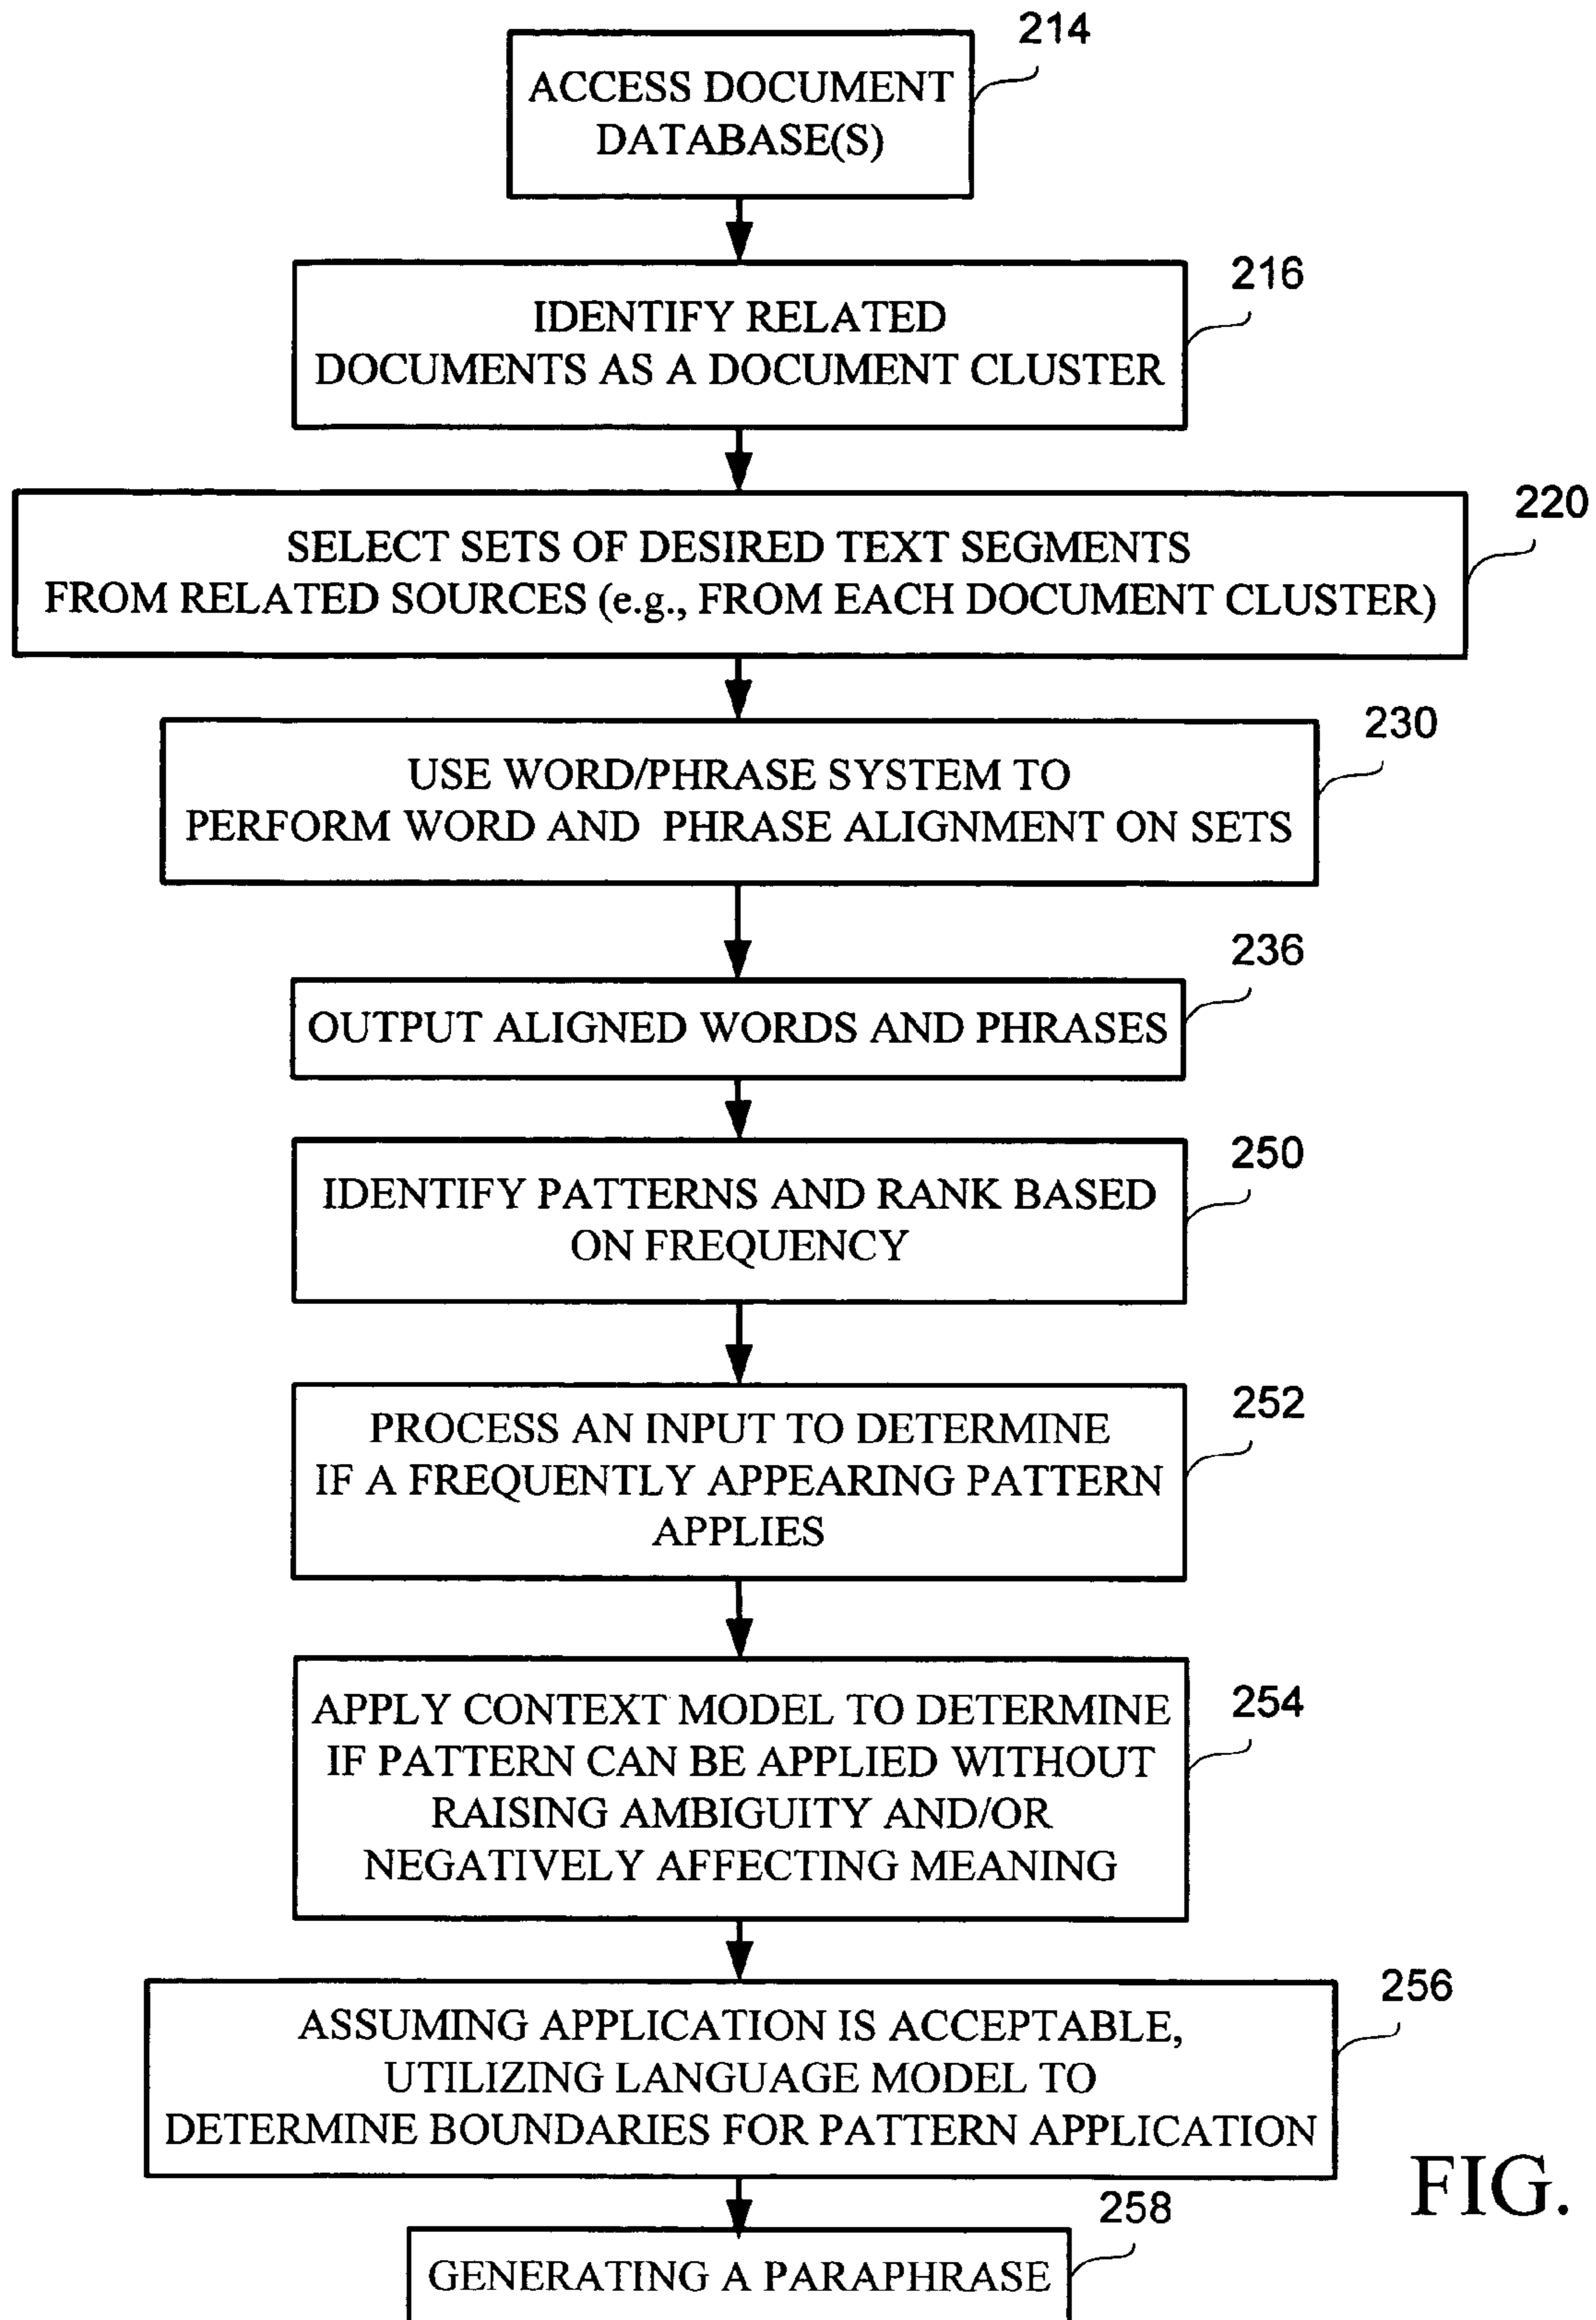 214
ACCESS DOCUMENT
DATABASE(S)
216
IDENTIFY RELATED
DOCUMENTS AS A DOCUMENT CLUSTER
220
SELECT SETS OF DESIRED TEXT SEGMENTS
FROM RELATED SOURCES (e.g., FROM EACH DOCUMENT CLUSTER)
230
USE WORD/PHRASE SYSTEM TO
PERFORM WORD AND PHRASE ALIGNMENT ON SETS
236
OUTPUT ALIGNED WORDS AND PHRASES
250
IDENTIFY PATTERNS AND RANK BASED
ON FREQUENCY
252
PROCESS AN INPUT TO DETERMINE
IF A FREQUENTLY APPEARING PATTERN
APPLIES
254
APPLY CONTEXT MODEL TO DETERMINE
IF PATTERN CAN BE APPLIED WITHOUT
RAISING AMBIGUITY AND/OR
NEGATIVELY AFFECTING MEANING
256
ASSUMING APPLICATION IS ACCEPTABLE,
UTILIZING LANGUAGE MODEL TO
DETERMINE BOUNDARIES FOR PATTERN APPLICATION
FIG.
258
GENERATING A PARAPHRASE